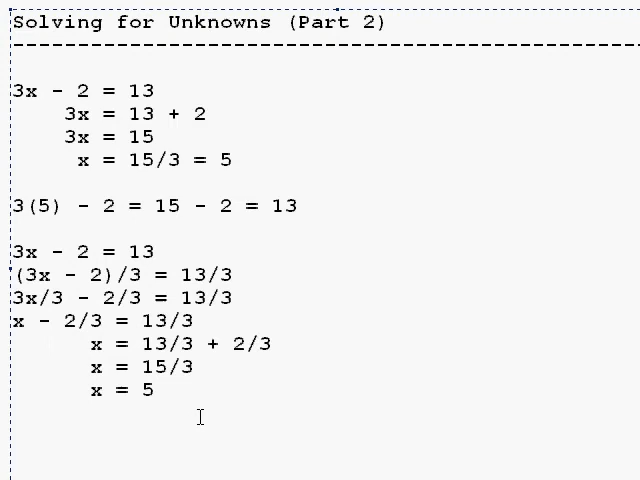 Solving for Unknowns (Part 2)
--------------------------------------------------
3x - 2 = 13
3x = 13 + 2
3x = 15
x = 15/3 = 5
3(5) - 2 = 15 - 2 = 13
3x - 2 = 13
(3x - 2)/3 = 13/3
3x/3 - 2/3 = 13/3
x - 2/3 = 13/3
x = 13/3 + 2/3
x = 15/3
x = 5